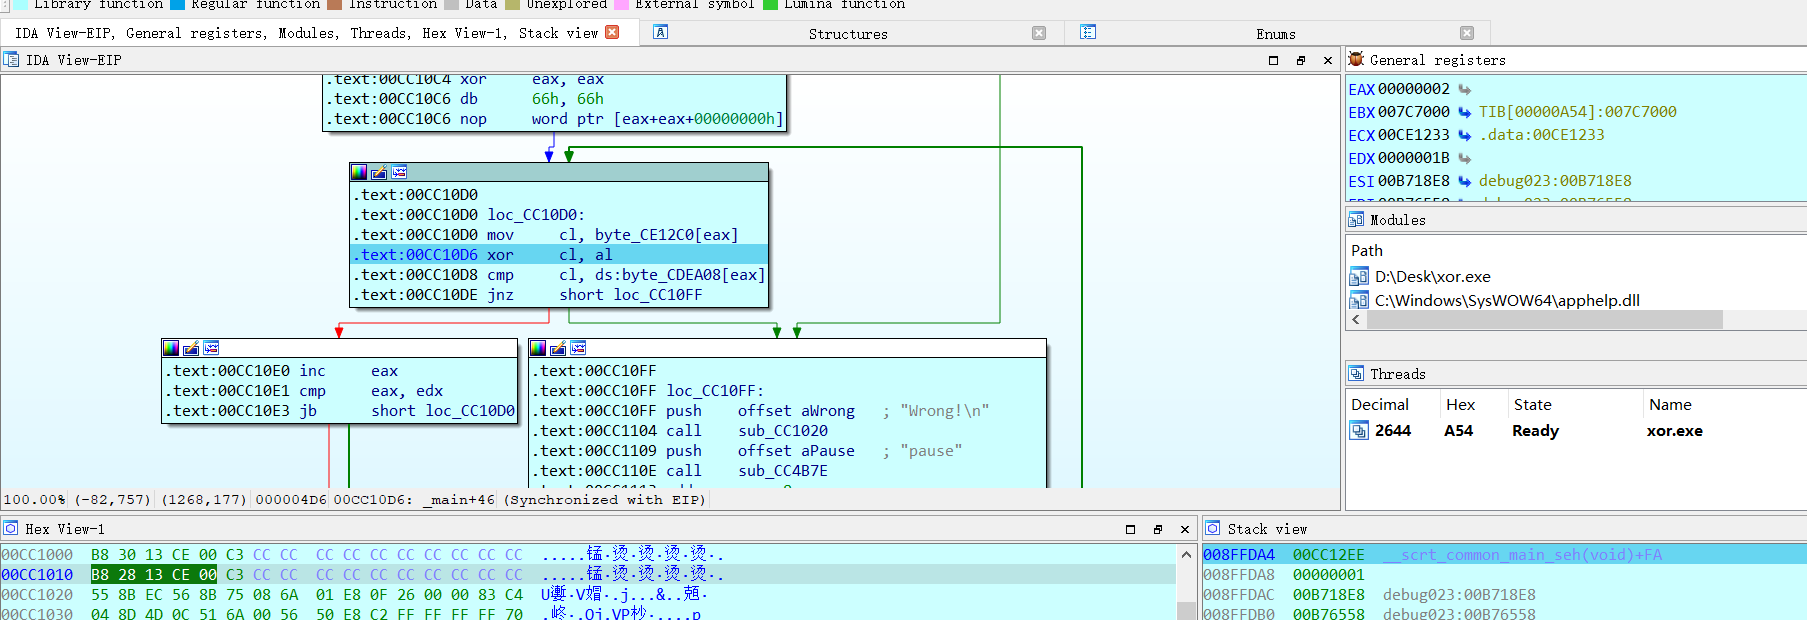 Library function Regular function Instruction Data Unexplored External symbol Lumina function
IDA View-EIP, General registers, Modules, Threads, Hex View-1, Stack view
Structures
Enums
IDA View-EIP
.text:00CC10C4 xor eax, eax
.text:00CC10C6 db 66h, 66h
.text:00CC10C6 nop word ptr [eax+eax+00000000h]
.text:00CC10D0
.text:00CC10D0 loc_CC10D0:
.text:00CC10D0 mov cl, byte_CE12C0[eax]
.text:00CC10D6 xor cl, al
.text:00CC10D8 cmp cl, ds:byte_CDEA08[eax]
.text:00CC10DE jnz short loc_CC10FF
.text:00CC10E0 inc eax
.text:00CC10E1 cmp eax, edx
.text:00CC10E3 jb short loc_CC10D0
.text:00CC10FF
.text:00CC10FF loc_CC10FF:
.text:00CC10FF push offset aWrong ; "Wrong!\n"
.text:00CC1104 call sub_CC1020
.text:00CC1109 push offset aPause ; "pause"
.text:00CC110E call sub_CC4B7E
100.00% (-82,757) (1268,177) 000004D6 00CC10D6: _main+46 (Synchronized with EIP)
General registers
EAX 00000002
EBX 007C7000 TIB[00000A54]:007C7000
ECX 00CE1233 .data:00CE1233
EDX 0000001B
ESI 00B718E8 debug023:00B718E8
Modules
Path
D:\Desk\xor.exe
C:\Windows\SysWOW64\apphelp.dll
Threads
Decimal Hex State Name
2644 A54 Ready xor.exe
Hex View-1
00CC1000 B8 30 13 CE 00 C3 CC CC CC CC CC CC CC CC CC CC .....锰·烫·烫·烫·烫·..
00CC1010 B8 28 13 CE 00 C3 CC CC CC CC CC CC CC CC CC CC .....锰·烫·烫·烫·烫·..
00CC1020 55 8B EC 56 8B 75 08 6A 01 E8 0F 26 00 00 83 C4
00CC1030 04 8D 4D 0C 51 6A 00 56 50 E8 C2 FF FF FF FF 70
Stack view
008FFDA4 00CC12EE __scrt_common_main_seh(void)+FA
008FFDA8 00000001
008FFDAC 00B718E8 debug023:00B718E8
008FFDB0 00B76558 debug023:00B76558